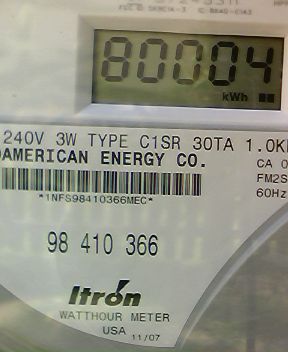 80004
kWh
240V 3W TYPE C1SR 30TA 1.0K
AMERICAN ENERGY CO.
CA 0
FM2S
60Hz
*1NFS98410366MEC*
98 410 366
Itron
WATTHOUR METER
USA 11/07